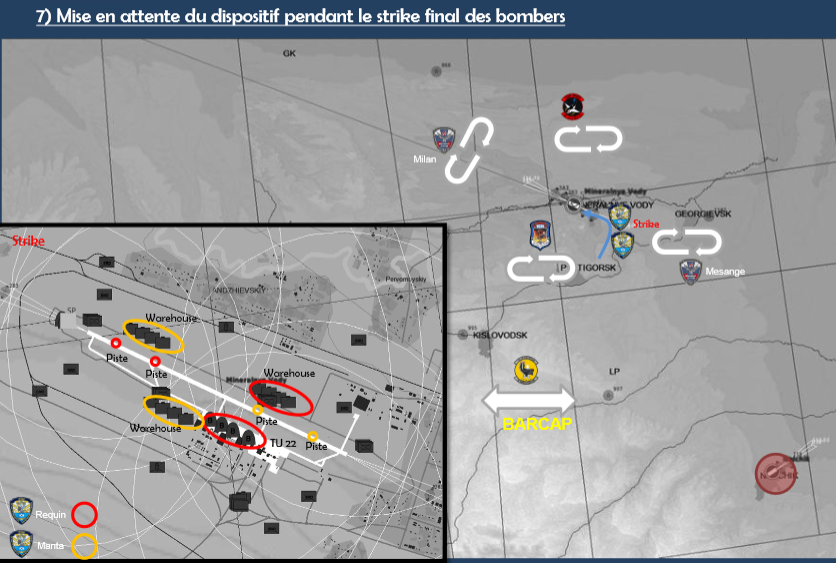 7) Mise en attente du dispositif pendant le strike final des bombers
GK
Milan
Mineralnye Vody
Strike
GEORGIEVSK
Mesange
P TIGORSK
KISLOVODSK
LP
BARCAP
Strike
ANDZHIEVSKIY
SP
Warehouse
Piste
Piste
Warehouse
Mineralnye Vody
Piste
Warehouse
TU 22
Piste
Requin
Manta